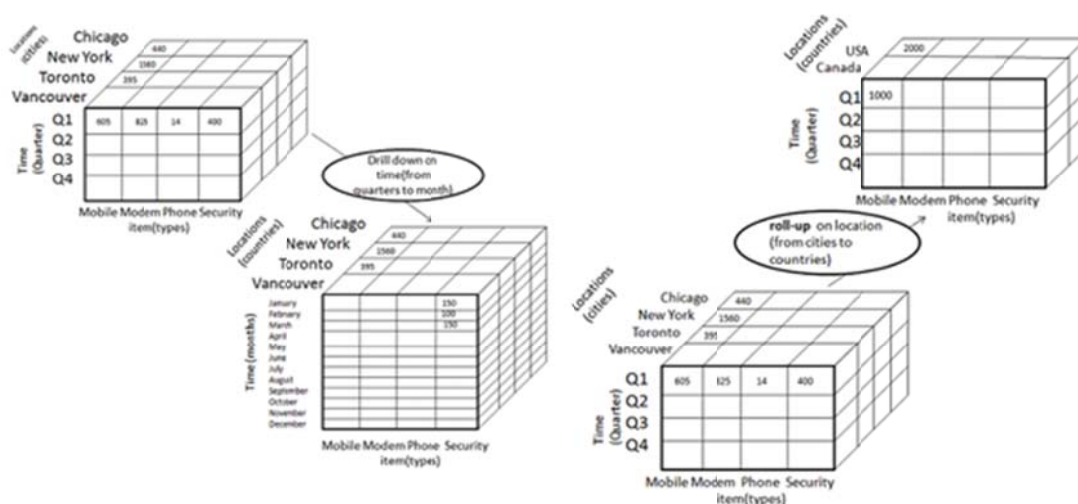 Locations
(cities)
Chicago
New York
Toronto
Vancouver
440
1560
395
Time
(Quarter)
Q1
Q2
Q3
Q4
605 825 14 400
Mobile Modem Phone Security
item(types)
Drill down on
time(from
quarters to month)
Locations
(countries)
Chicago
New York
Toronto
Vancouver
440
1560
395
Time (months)
January
February
March
April
May
June
July
August
September
October
November
December
150
100
150
Mobile Modem Phone Security
item(types)
Locations
(countries)
USA
Canada
2000
Time
(Quarter)
Q1
Q2
Q3
Q4
1000
Mobile Modem Phone Security
item(types)
roll-up on location
(from cities to
countries)
Locations
(cities)
Chicago
New York
Toronto
Vancouver
440
1560
395
Time
(Quarter)
Q1
Q2
Q3
Q4
605 825 14 400
Mobile Modem Phone Security
item(types)